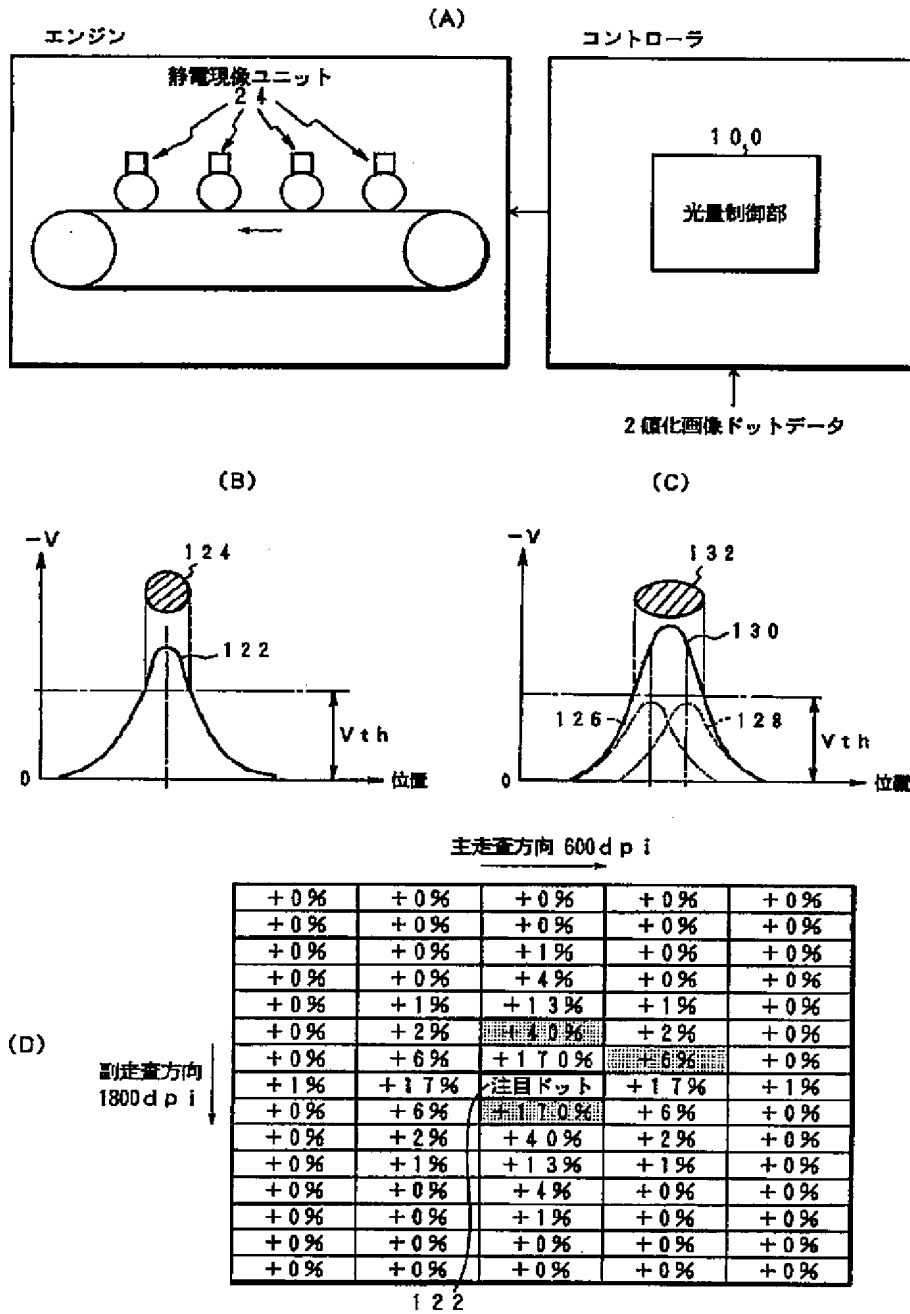 (A)
エンジン
コントローラ
静電現像ユニット
24
100
光量制御部
2値化画像ドットデータ
(B)
(C)
-V
124
122
Vth
0
位置
-V
132
130
126
128
Vth
0
位置
主走査方向 600dpi
(D)
副走査方向
1800dpi
+0% +0% +0% +0% +0%
+0% +0% +0% +0% +0%
+0% +0% +1% +0% +0%
+0% +0% +4% +0% +0%
+0% +1% +13% +1% +0%
+0% +2% +40% +2% +0%
+0% +6% +170% +6% +0%
+1% +17% 注目ドット +17% +1%
+0% +6% +170% +6% +0%
+0% +2% +40% +2% +0%
+0% +1% +13% +1% +0%
+0% +0% +4% +0% +0%
+0% +0% +1% +0% +0%
+0% +0% +0% +0% +0%
+0% +0% +0% +0% +0%
122